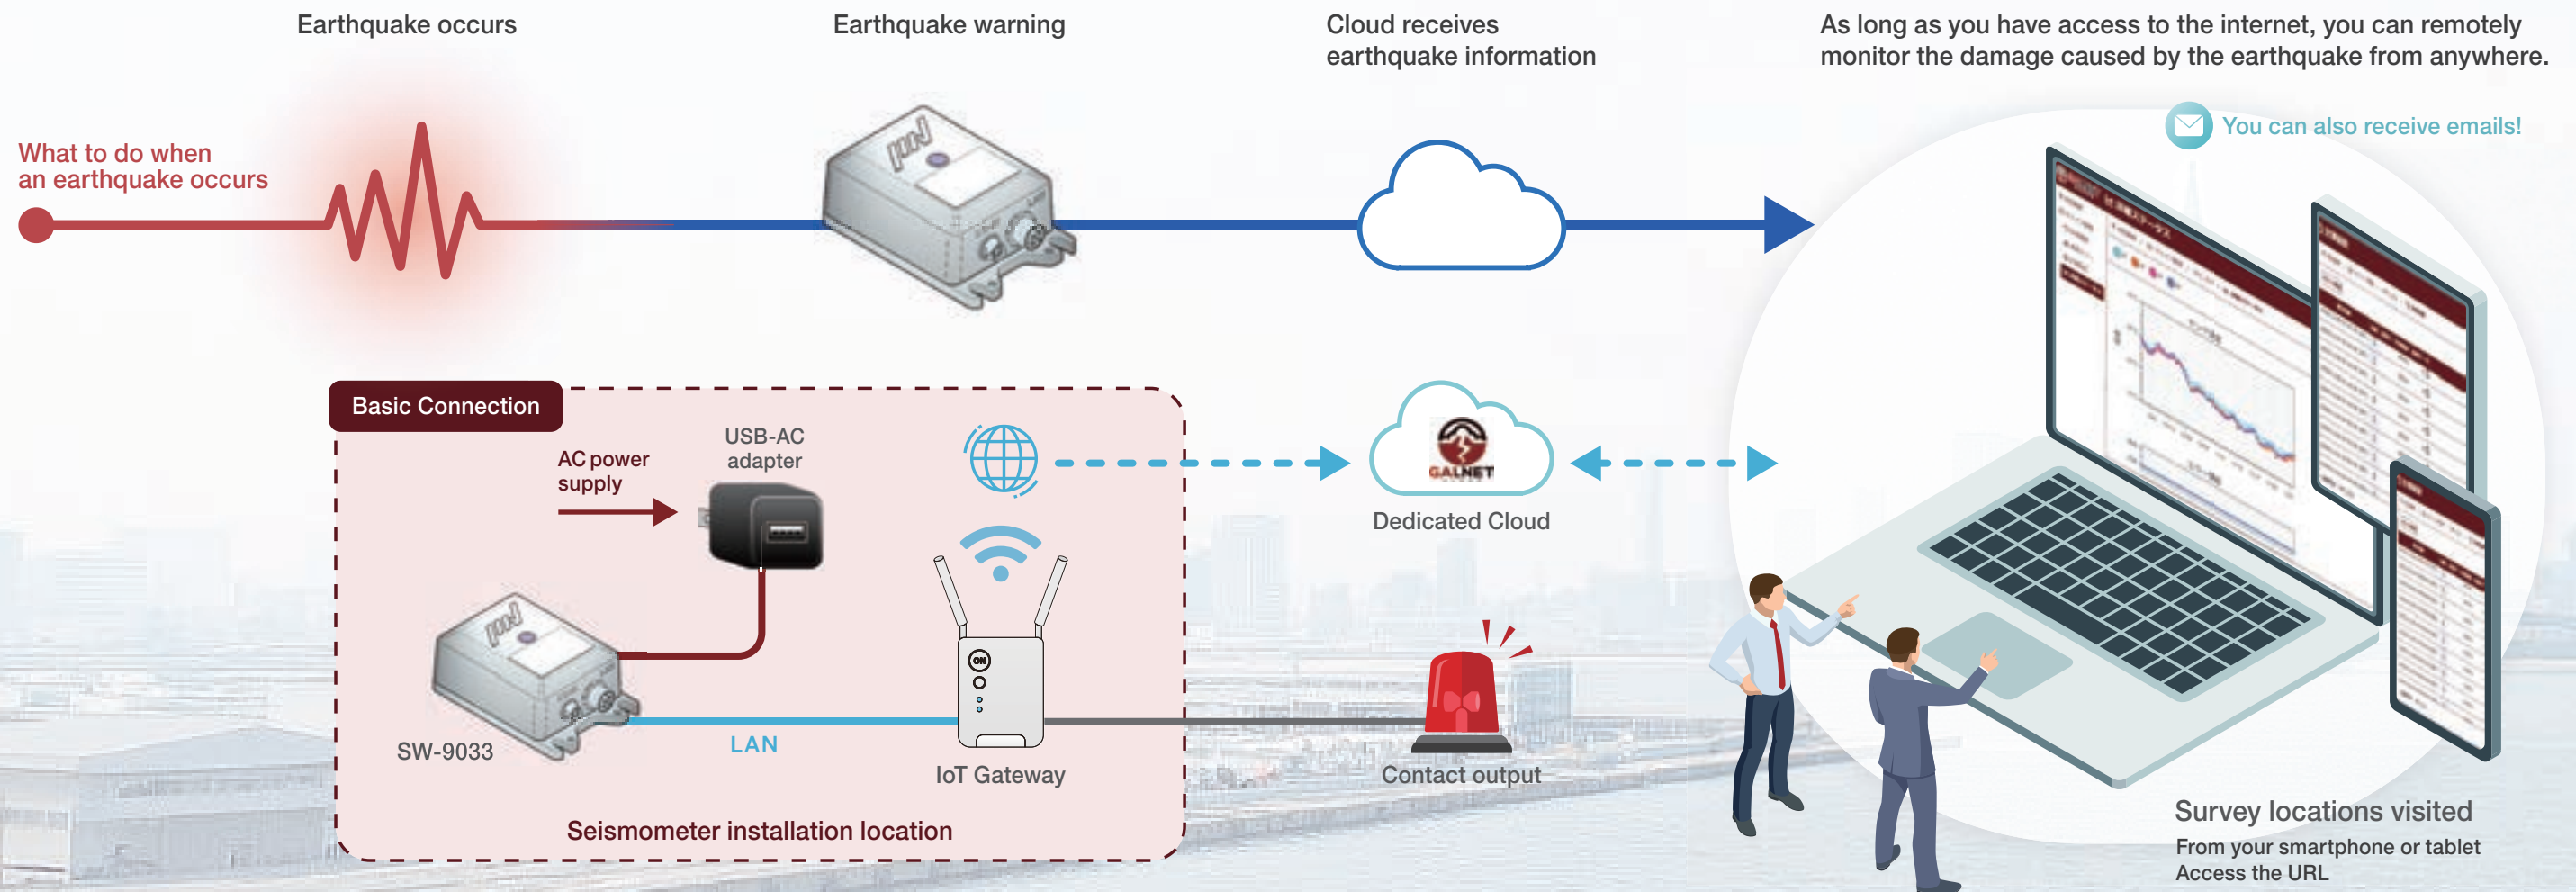 Earthquake occurs
Earthquake warning
Cloud receives
earthquake information
As long as you have access to the internet, you can remotely
monitor the damage caused by the earthquake from anywhere.
You can also receive emails!
What to do when
an earthquake occurs
Basic Connection
AC power
supply
USB-AC
adapter
GALNET
Dedicated Cloud
ON
SW-9033
LAN
IoT Gateway
Contact output
Seismometer installation location
Survey locations visited
From your smartphone or tablet
Access the URL